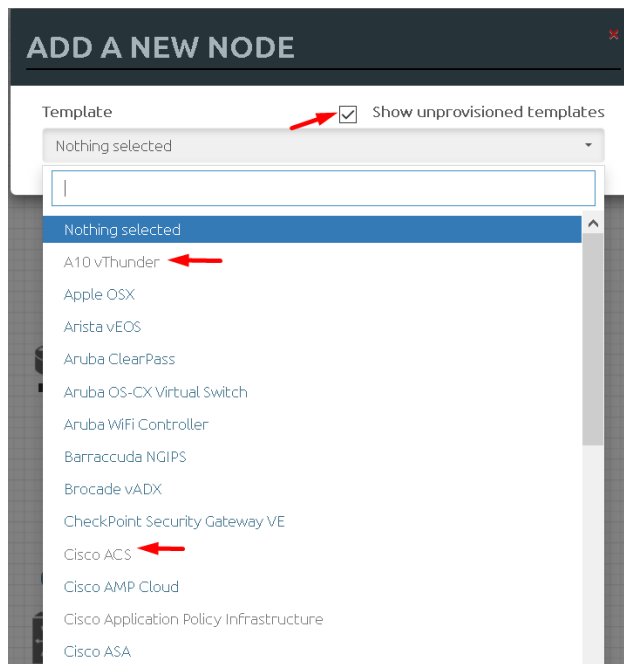 ADD A NEW NODE
Template
Show unprovisioned templates
Nothing selected
Nothing selected
A10 vThunder
Apple OSX
Arista vEOS
Aruba ClearPass
Aruba OS-CX Virtual Switch
Aruba WiFi Controller
Barraccuda NGIPS
Brocade vADX
CheckPoint Security Gateway VE
Cisco ACS
Cisco AMP Cloud
Cisco Application Policy Infrastructure
Cisco ASA